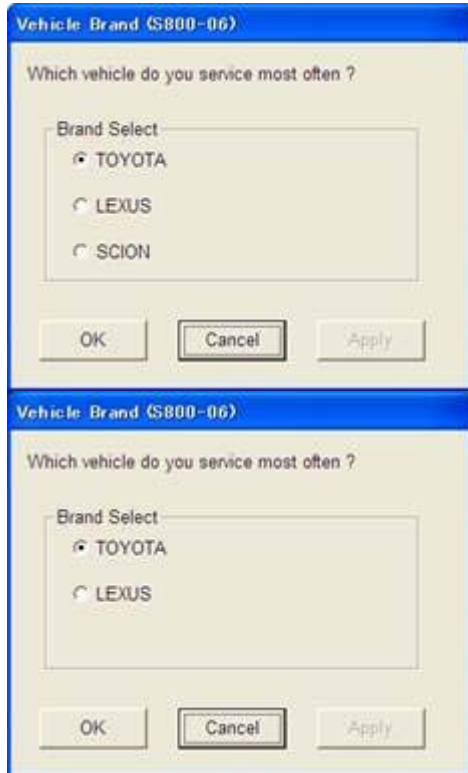 Vehicle Brand (S800-06)
Which vehicle do you service most often ?
Brand Select
TOYOTA
LEXUS
SCION
OK Cancel Apply
Vehicle Brand (S800-06)
Which vehicle do you service most often ?
Brand Select
TOYOTA
LEXUS
OK Cancel Apply